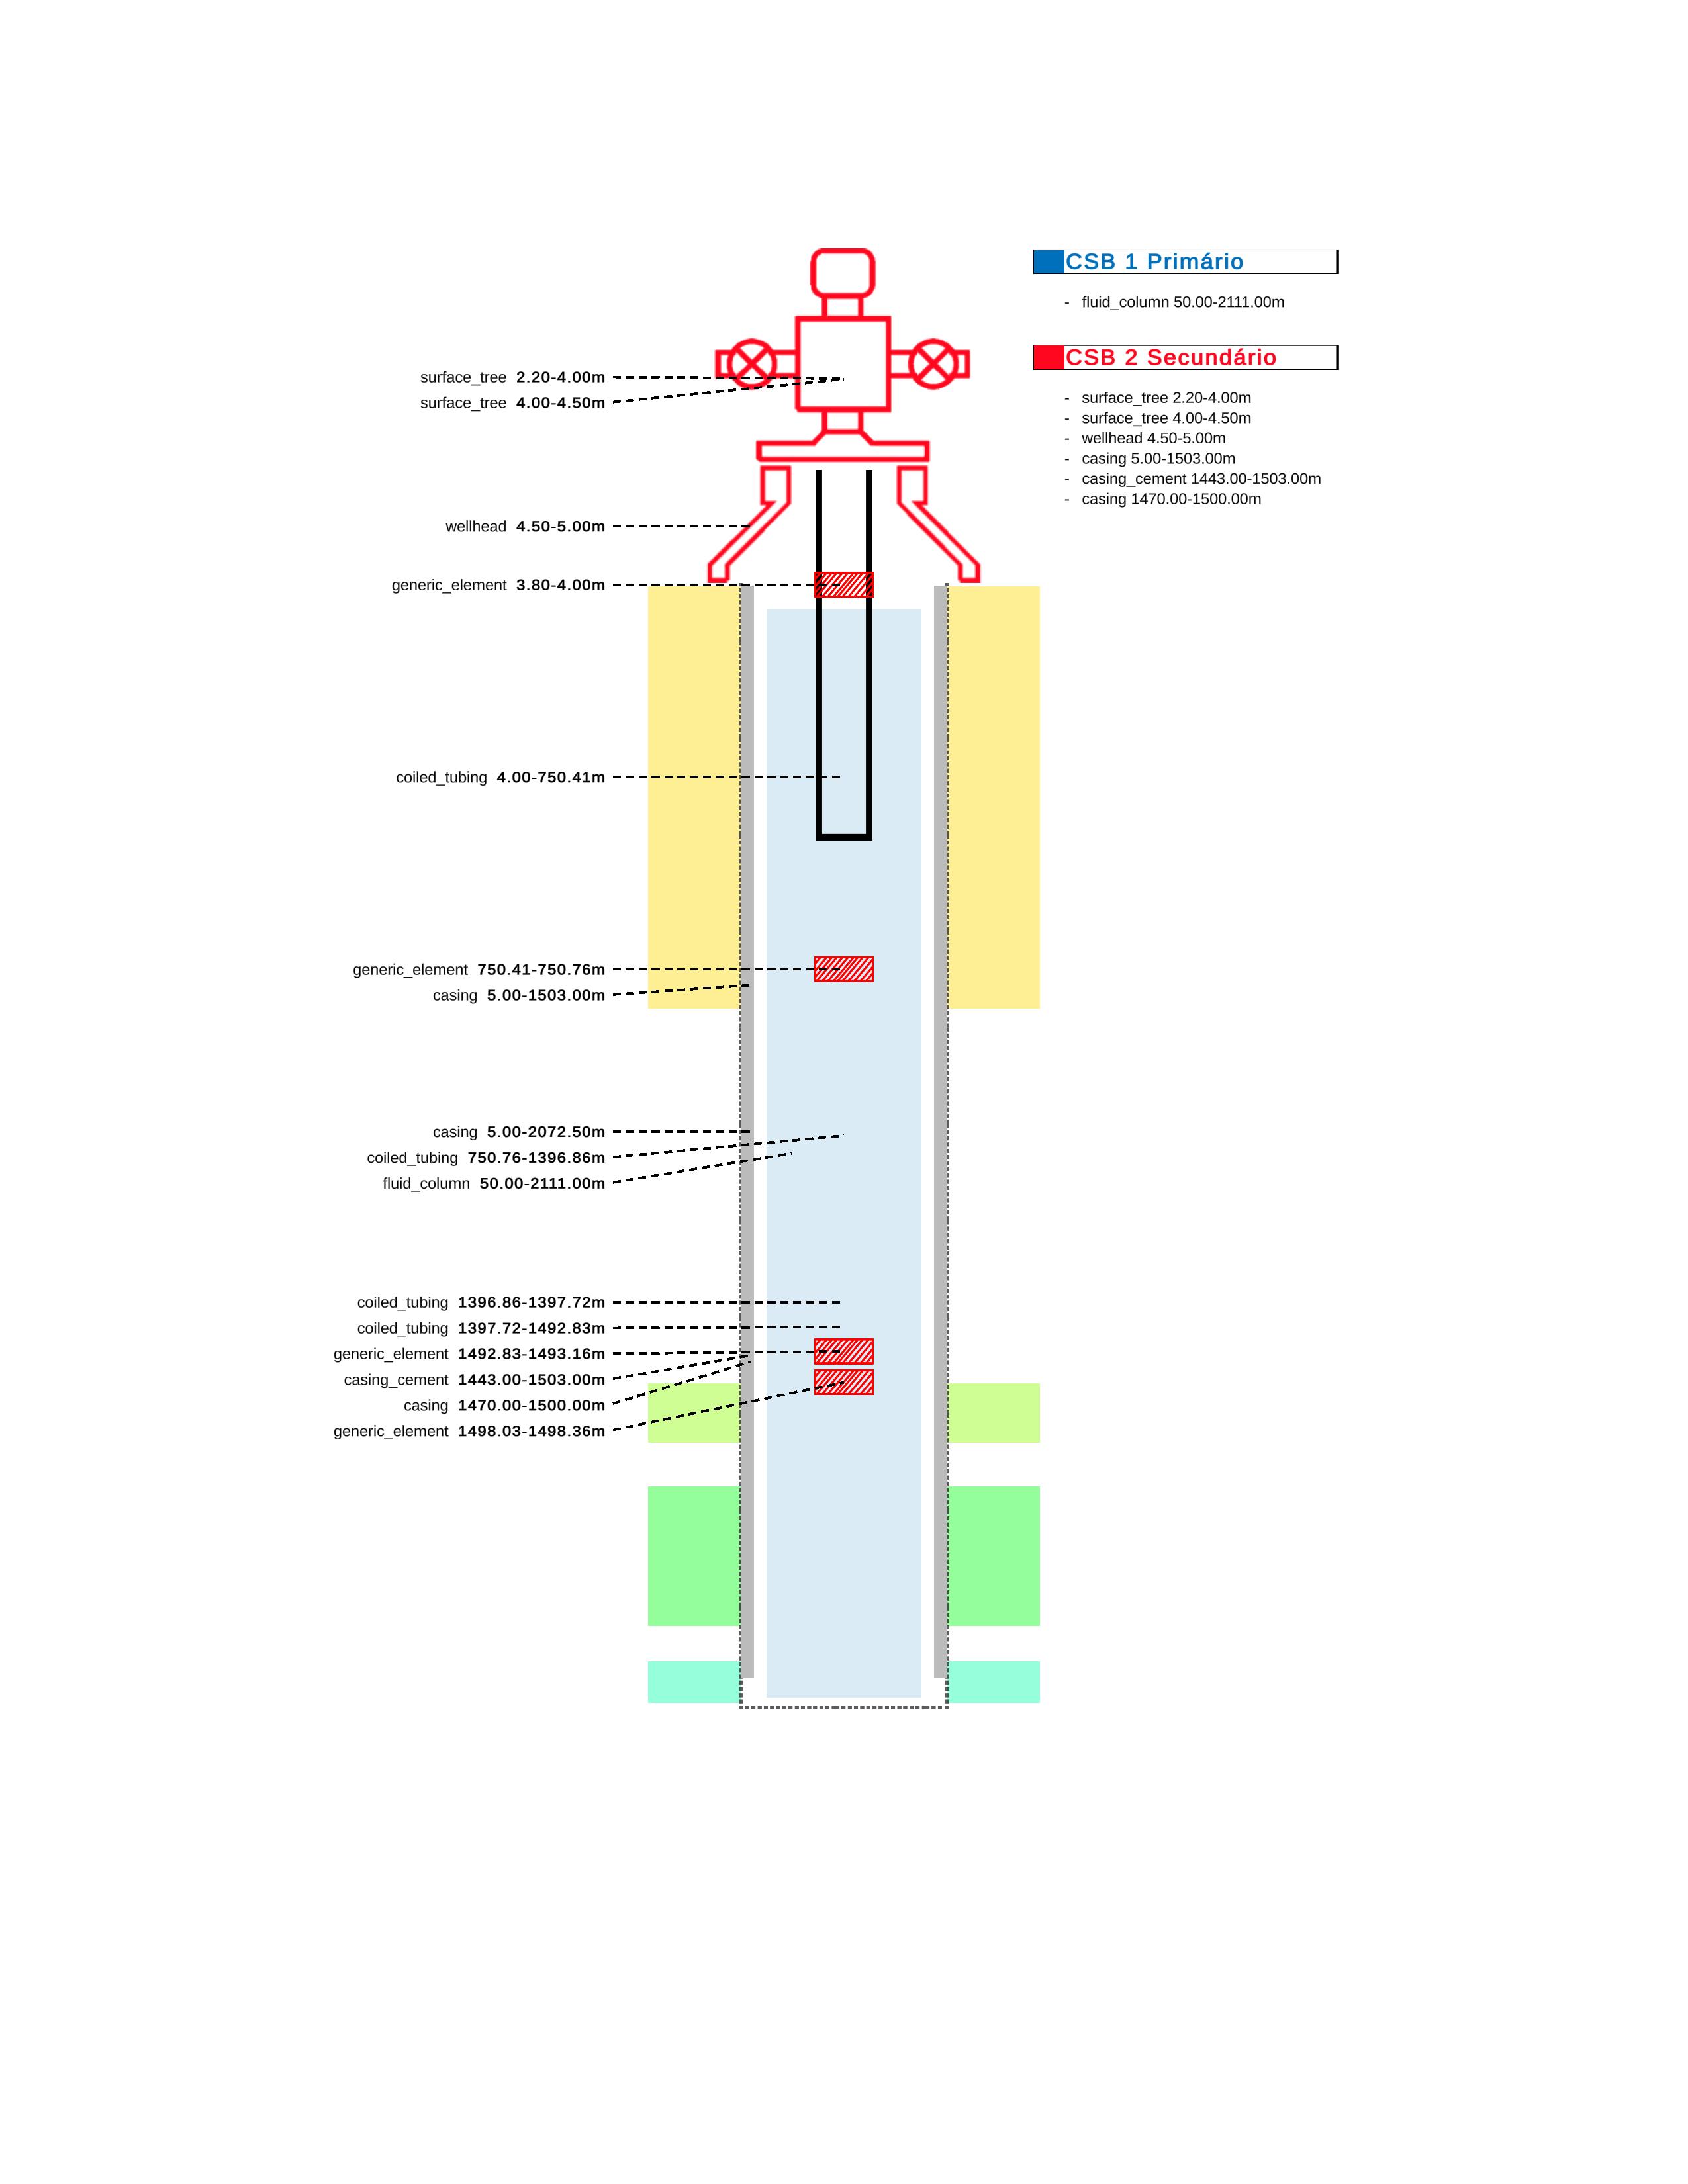 CSB 1 Primário
- fluid_column 50.00-2111.00m
CSB 2 Secundário
- surface_tree 2.20-4.00m
- surface_tree 4.00-4.50m
- wellhead 4.50-5.00m
- casing 5.00-1503.00m
- casing_cement 1443.00-1503.00m
- casing 1470.00-1500.00m
surface_tree 2.20-4.00m
surface_tree 4.00-4.50m
wellhead 4.50-5.00m
generic_element 3.80-4.00m
coiled_tubing 4.00-750.41m
generic_element 750.41-750.76m
casing 5.00-1503.00m
casing 5.00-2072.50m
coiled_tubing 750.76-1396.86m
fluid_column 50.00-2111.00m
coiled_tubing 1396.86-1397.72m
coiled_tubing 1397.72-1492.83m
generic_element 1492.83-1493.16m
casing_cement 1443.00-1503.00m
casing 1470.00-1500.00m
generic_element 1498.03-1498.36m